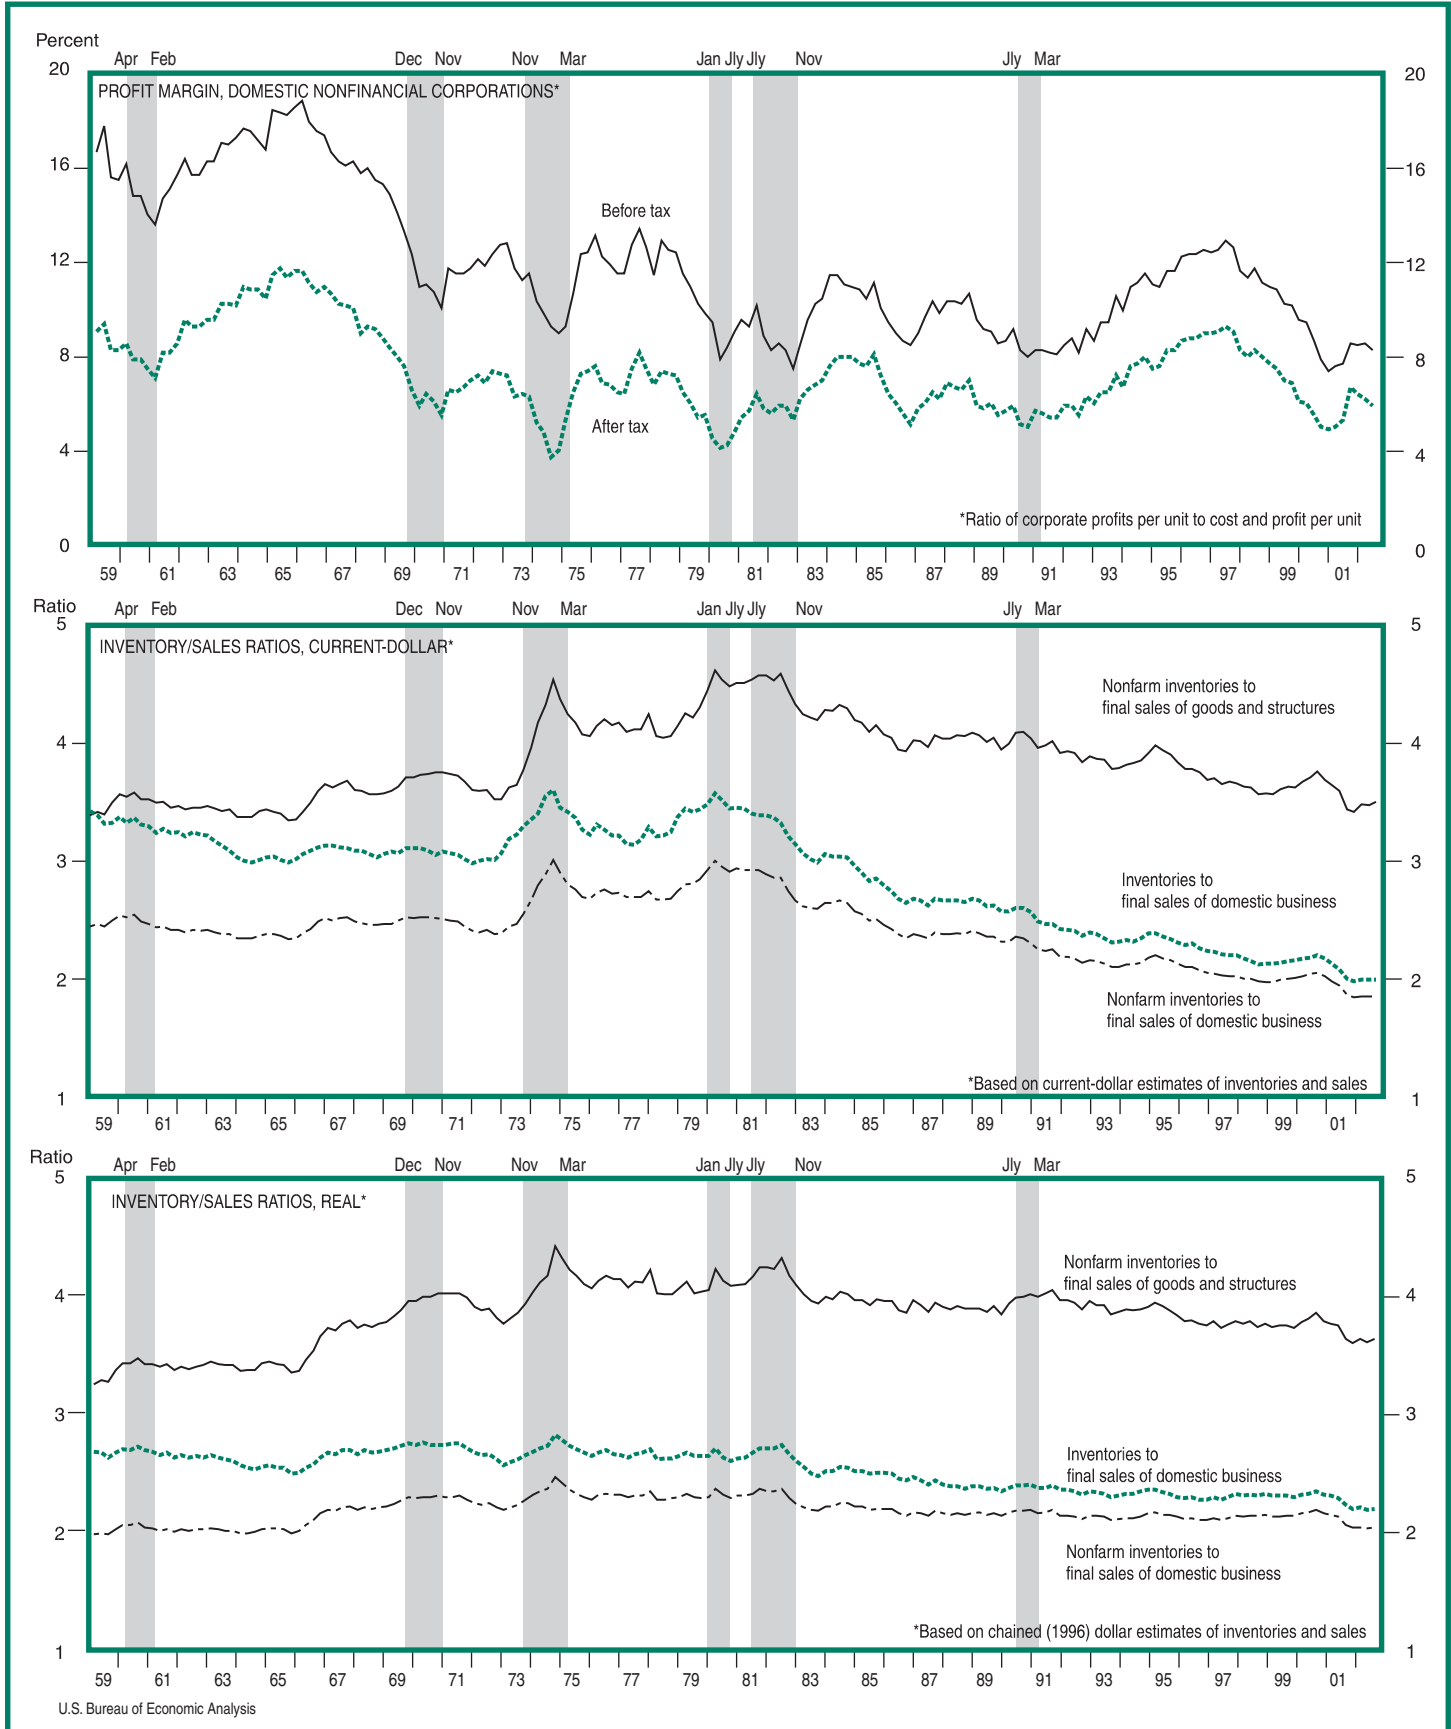 Percent
Apr Feb Dec Nov Nov Mar Jan Jly Jly Nov Jly Mar
20 20
PROFIT MARGIN, DOMESTIC NONFINANCIAL CORPORATIONS*
16 16
Before tax
12 12
8 8
After tax
4 4
*Ratio of corporate profits per unit to cost and profit per unit
0 0
59 61 63 65 67 69 71 73 75 77 79 81 83 85 87 89 91 93 95 97 99 01
Ratio
Apr Feb Dec Nov Nov Mar Jan Jly Jly Nov Jly Mar
5 5
INVENTORY/SALES RATIOS, CURRENT-DOLLAR*
Nonfarm inventories to
final sales of goods and structures
4 4
3 3
Inventories to
final sales of domestic business
2 2
Nonfarm inventories to
final sales of domestic business
*Based on current-dollar estimates of inventories and sales
1 1
59 61 63 65 67 69 71 73 75 77 79 81 83 85 87 89 91 93 95 97 99 01
Ratio
Apr Feb Dec Nov Nov Mar Jan Jly Jly Nov Jly Mar
5 5
INVENTORY/SALES RATIOS, REAL*
Nonfarm inventories to
final sales of goods and structures
4 4
3 3
Inventories to
final sales of domestic business
2 2
Nonfarm inventories to
final sales of domestic business
*Based on chained (1996) dollar estimates of inventories and sales
1 1
59 61 63 65 67 69 71 73 75 77 79 81 83 85 87 89 91 93 95 97 99 01
U.S. Bureau of Economic Analysis